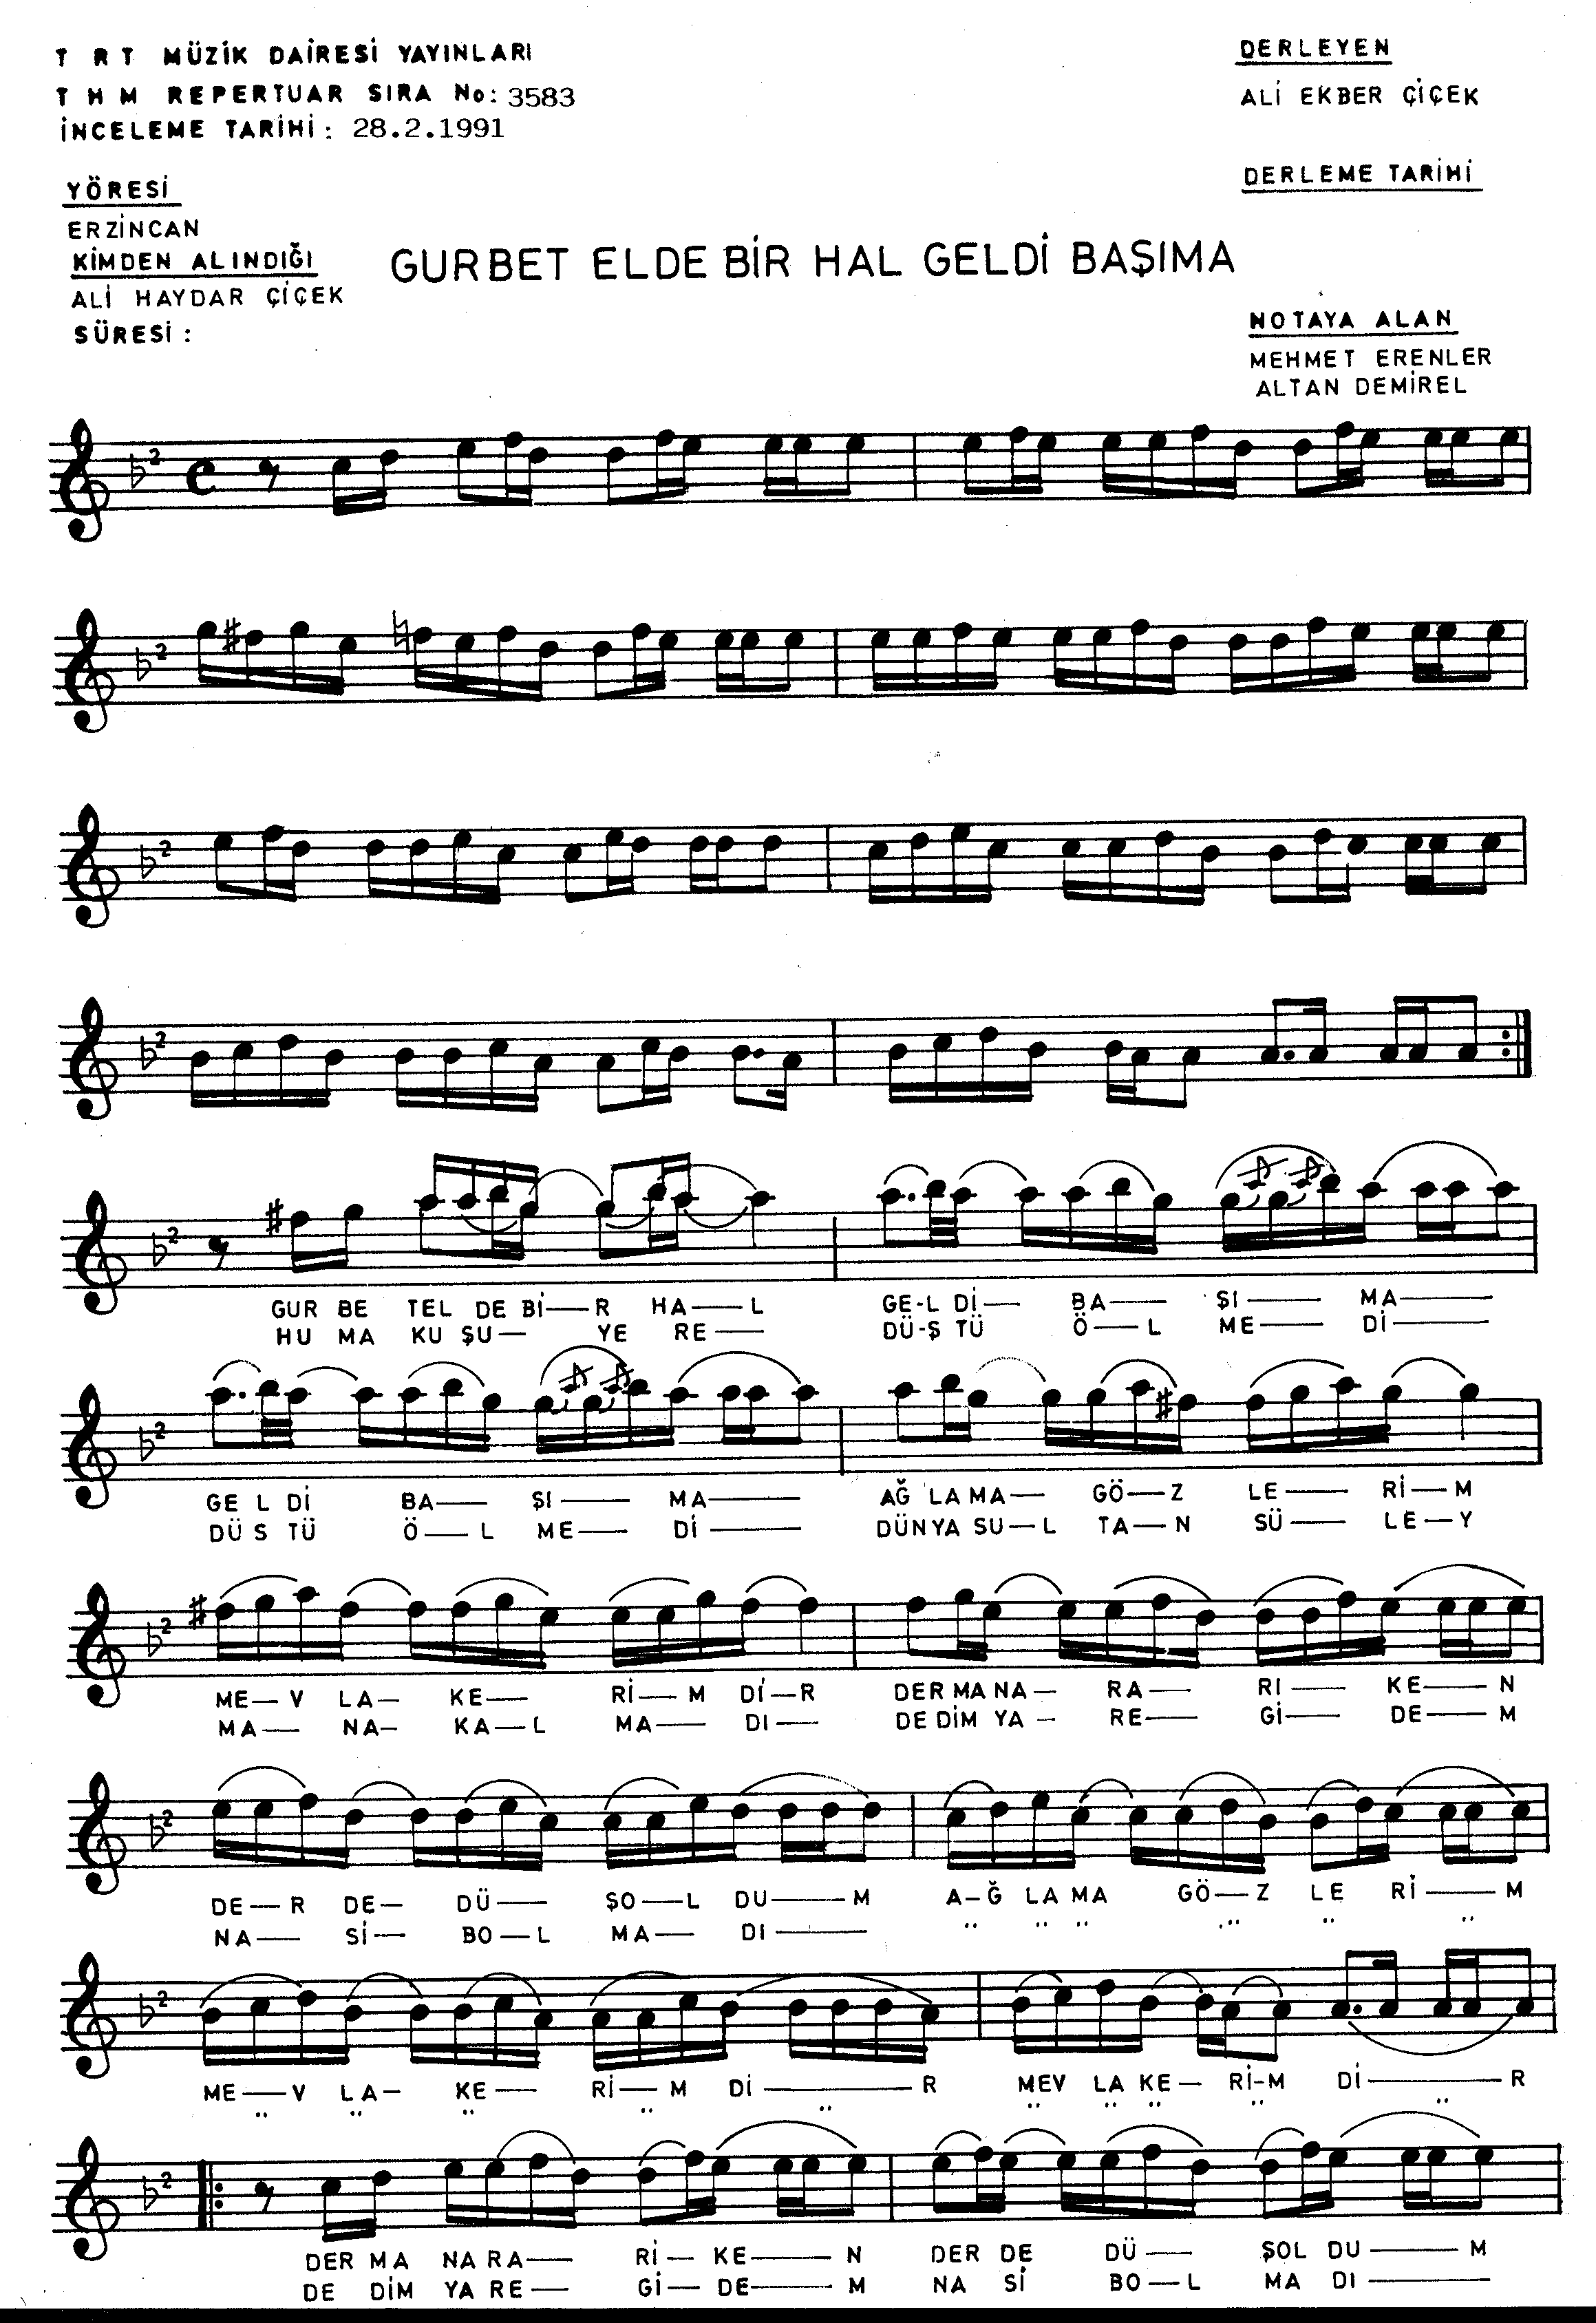 T R T MÜZİK DAİRESİ YAYINLARI
T H M REPERTUAR SIRA No: 3583
İNCELEME TARİHİ: 28.2.1991
DERLEYEN
ALİ EKBER ÇİÇEK
DERLEME TARİHİ
YÖRESİ
ERZİNCAN
KİMDEN ALINDIĞI
ALİ HAYDAR ÇİÇEK
SÜRESİ:
GURBET ELDE BİR HAL GELDİ BAŞIMA
NOTAYA ALAN
MEHMET ERENLER
ALTAN DEMİREL
GUR BE TEL DE Bİ—R HA—L GE-L Dİ— BA— ŞI— MA—
HU MA KU ŞU— YE RE— DÜ-Ş TÜ Ö—L ME— Dİ—
GE L Dİ BA— ŞI— MA— AĞ LA MA— GÖ—Z LE— Rİ—M
DÜ S TÜ Ö—L ME— Dİ— DÜN YA SU—L TA—N SÜ— LE—Y
ME—V LA— KE— Rİ—M Dİ—R DER MA NA— RA— RI— KE—N
MA— NA— KA—L MA— DI— DE DİM YA— RE— Gİ— DE—M
DE—R DE— DÜ— ŞO—L DU—M A—Ğ LA MA GÖ—Z LE Rİ—M
NA— Sİ— BO—L MA— DI— " " " " " "
ME—V LA— KE— Rİ—M Dİ—R MEV LA KE— Rİ-M Dİ—R
" " " " " " " " " "
DER MA NA RA— Rİ— KE—N DER DE DÜ— ŞOL DU—M
DE DİM YA RE— Gİ— DE—M NA Sİ BO—L MA DI—